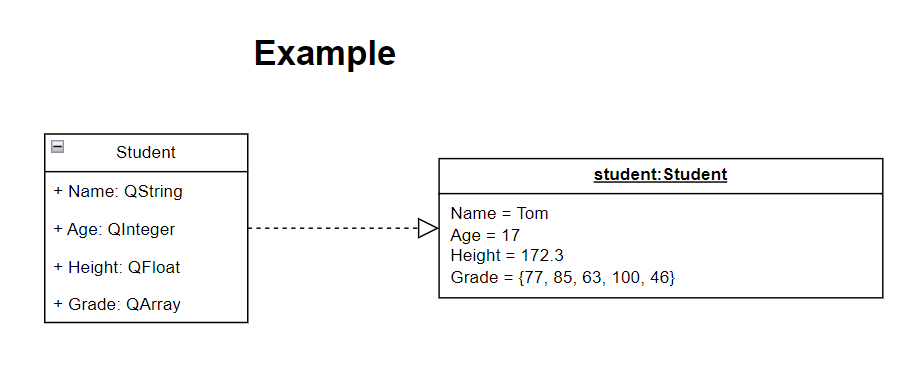 Example
Student
+ Name: QString
+ Age: QInteger
+ Height: QFloat
+ Grade: QArray
student:Student
Name = Tom
Age = 17
Height = 172.3
Grade = {77, 85, 63, 100, 46}